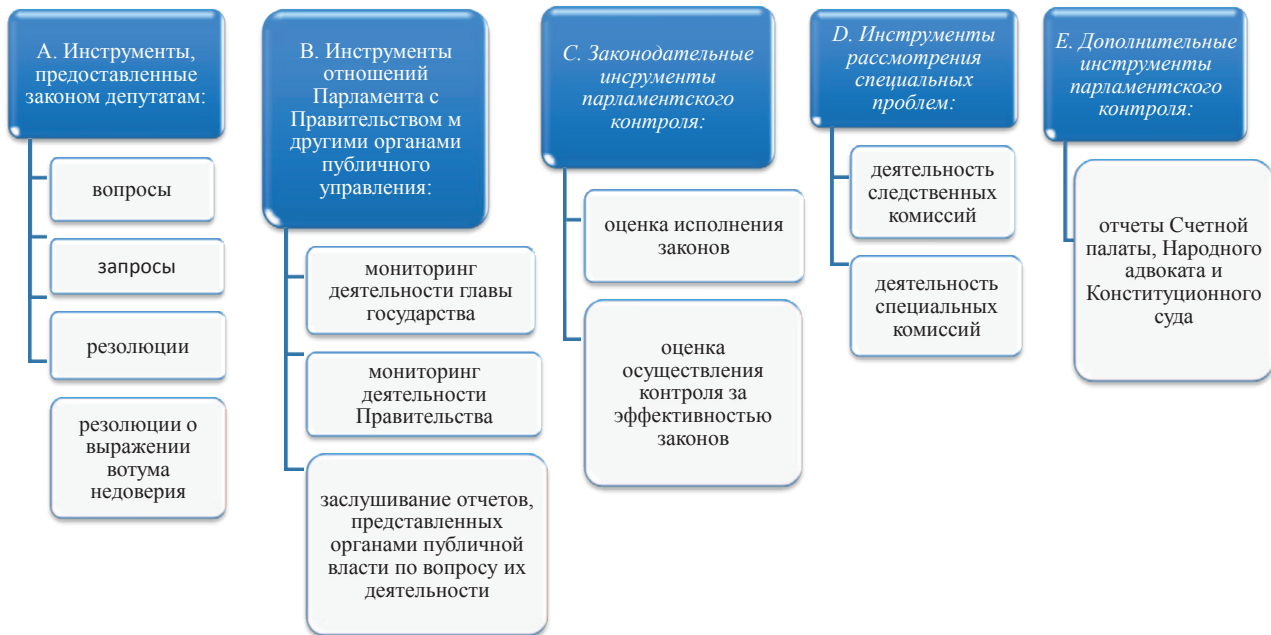 А. Инструменты,
предоставленные
законом депутатам:
вопросы
запросы
резолюции
резолюции о
выражении
вотума
недоверия
В. Инструменты
отношений
Парламента с
Правительством м
другими органами
публичного
управления:
мониторинг
деятельности главы
государства
мониторинг
деятельности
Правительства
заслушивание отчетов,
представленных
органами публичной
власти по вопросу их
деятельности
С. Законодательные
инсрументы
парламентского
контроля:
оценка исполнения
законов
оценка
осуществления
контроля за
эффективностью
законов
D. Инструменты
рассмотрения
специальных
проблем:
деятельность
следственных
комиссий
деятельность
специальных
комиссий
E. Дополнительные
инструменты
парламентского
контроля:
отчеты Счетной
палаты, Народного
адвоката и
Конституционного
суда